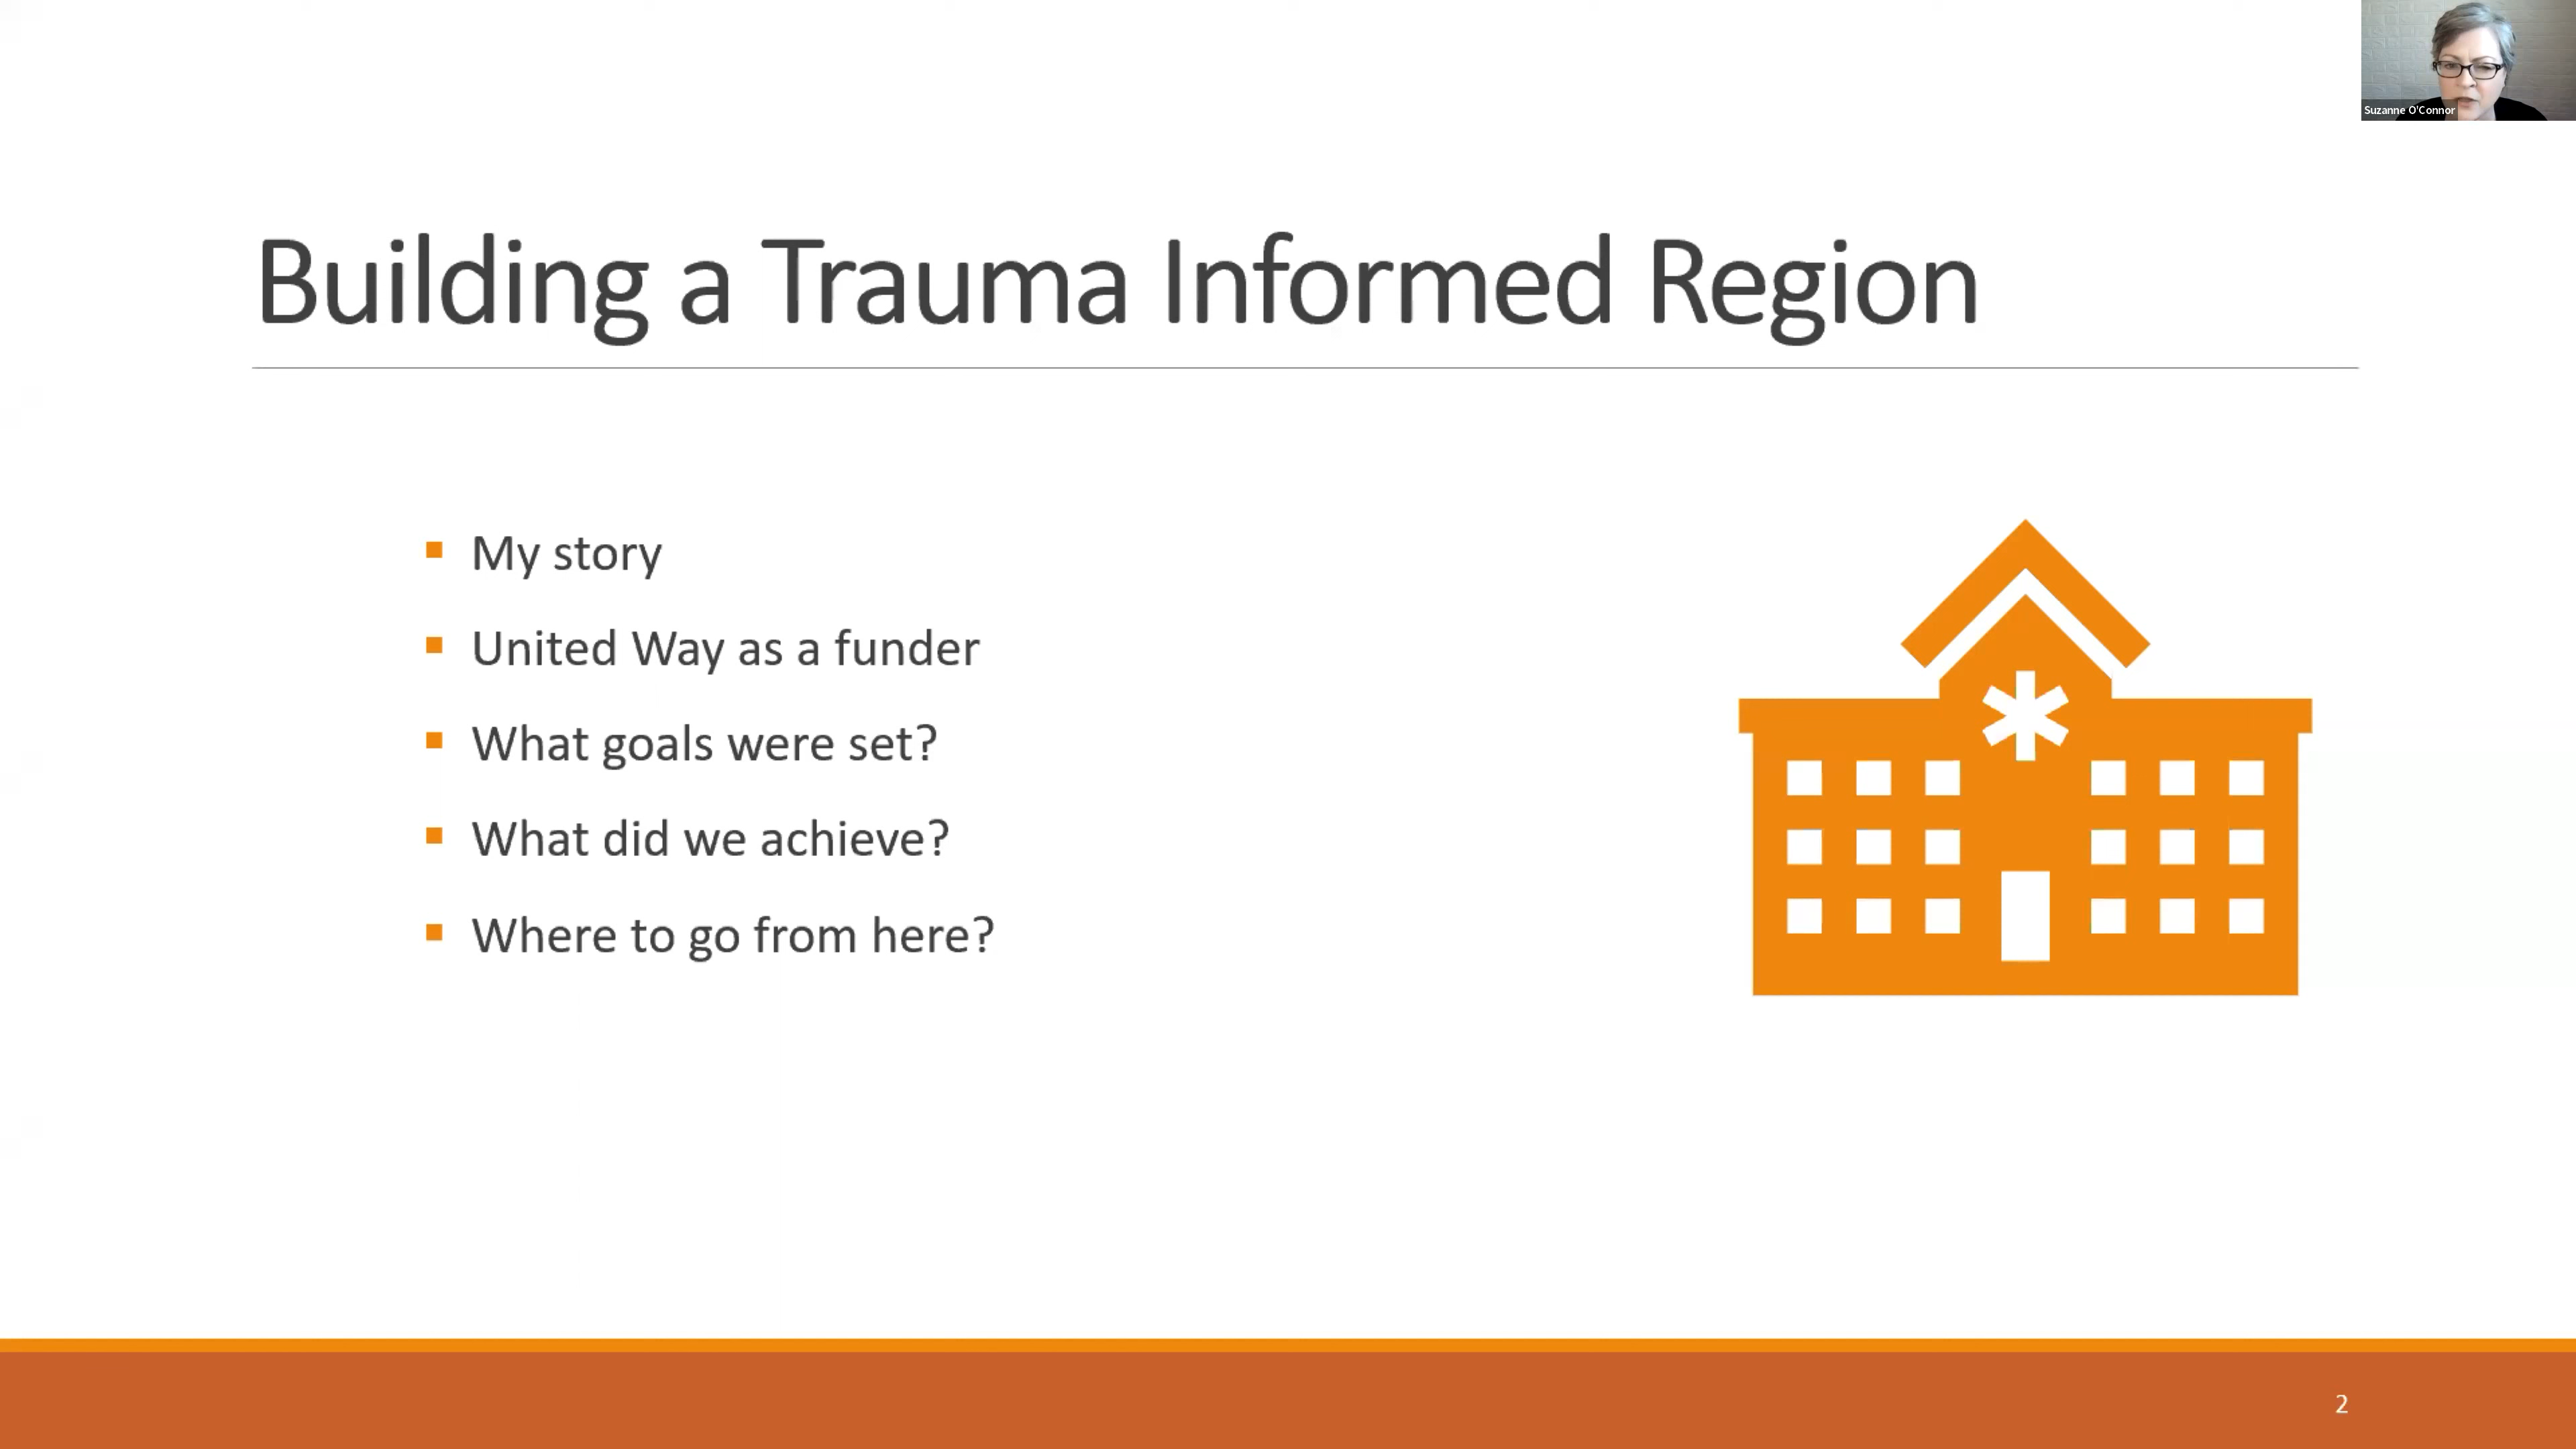 Suzanne O'Connor
Building a Trauma Informed Region
My story
United Way as a funder
What goals were set?
What did we achieve?
Where to go from here?
2